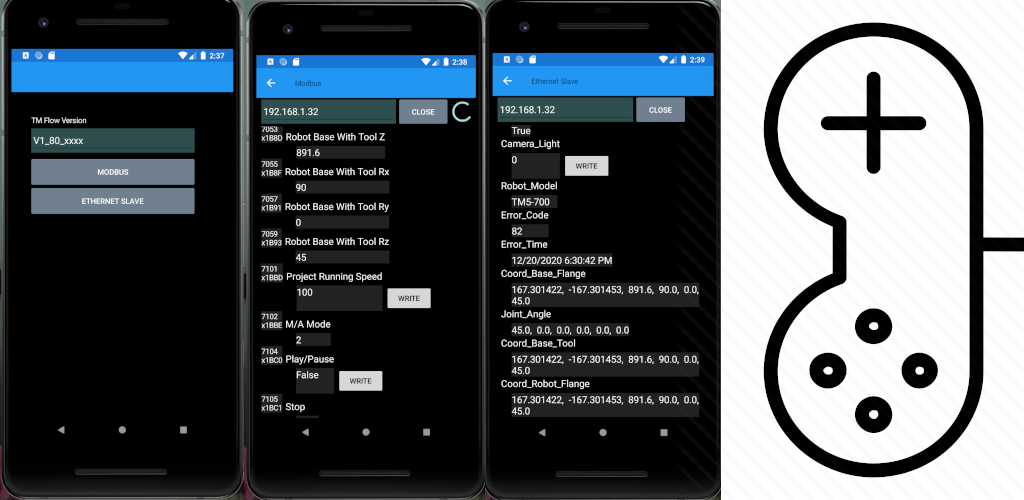 2:37
TM Flow Version
V1_80_xxxx
MODBUS
ETHERNET SLAVE
2:38
Modbus
192.168.1.32
CLOSE
7053
x1B8D
Robot Base With Tool Z
891.6
7055
x1B8F
Robot Base With Tool Rx
90
7057
x1B91
Robot Base With Tool Ry
0
7059
x1B93
Robot Base With Tool Rz
45
7101
x1BBD
Project Running Speed
100
WRITE
7102
x1BBE
M/A Mode
2
7104
x1BC0
Play/Pause
False
WRITE
7105
x1BC1
Stop
2:39
Ethernet Slave
192.168.1.32
CLOSE
True
Camera_Light
0
WRITE
Robot_Model
TM5-700
Error_Code
82
Error_Time
12/20/2020 6:30:42 PM
Coord_Base_Flange
167.301422, -167.301453, 891.6, 90.0, 0.0,
45.0
Joint_Angle
45.0, 0.0, 0.0, 0.0, 0.0, 0.0
Coord_Base_Tool
167.301422, -167.301453, 891.6, 90.0, 0.0,
45.0
Coord_Robot_Flange
167.301422, -167.301453, 891.6, 90.0, 0.0,
45.0